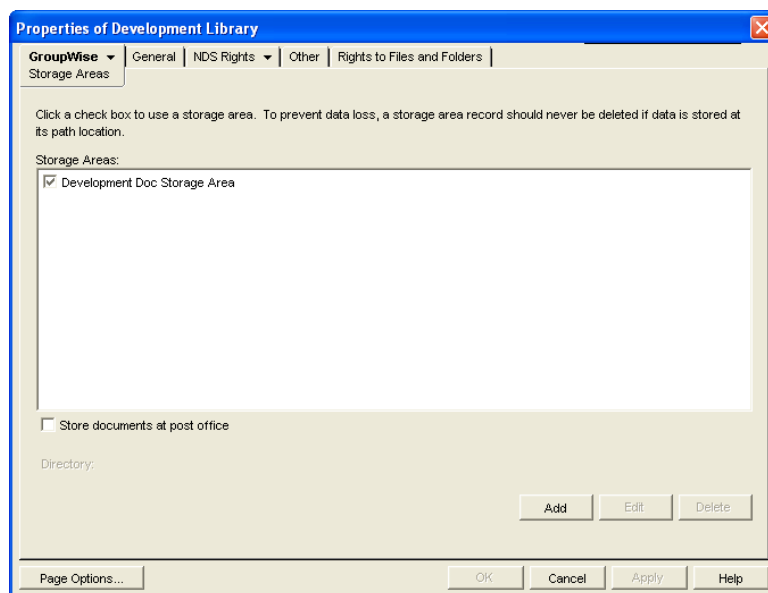 Properties of Development Library
GroupWise General NDS Rights Other Rights to Files and Folders
Storage Areas
Click a check box to use a storage area. To prevent data loss, a storage area record should never be deleted if data is stored at
its path location.
Storage Areas:
Development Doc Storage Area
Store documents at post office
Directory:
Add Edit Delete
Page Options... OK Cancel Apply Help